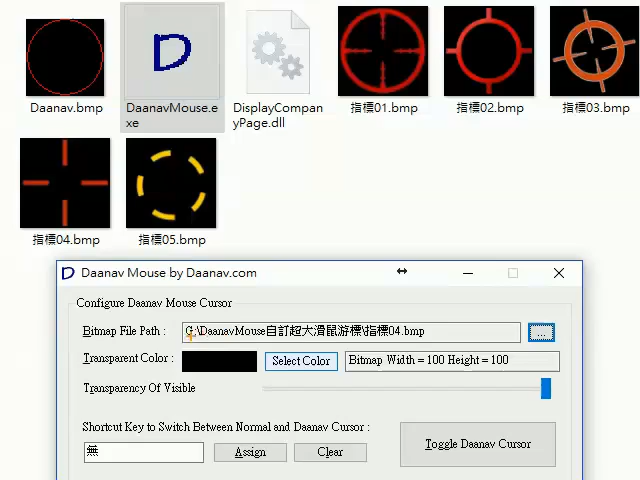 Daanav.bmp
DaanavMouse.e
xe
DisplayCompan
yPage.dll
指標01.bmp
指標02.bmp
指標03.bmp
指標04.bmp
指標05.bmp
D Daanav Mouse by Daanav.com
Configure Daanav Mouse Cursor
Bitmap File Path :
G:\DaanavMouse自訂超大滑鼠游標\指標04.bmp
...
Transparent Color :
Select Color
Bitmap Width = 100 Height = 100
Transparency Of Visible
Shortcut Key to Switch Between Normal and Daanav Cursor :
無
Assign
Clear
Toggle Daanav Cursor